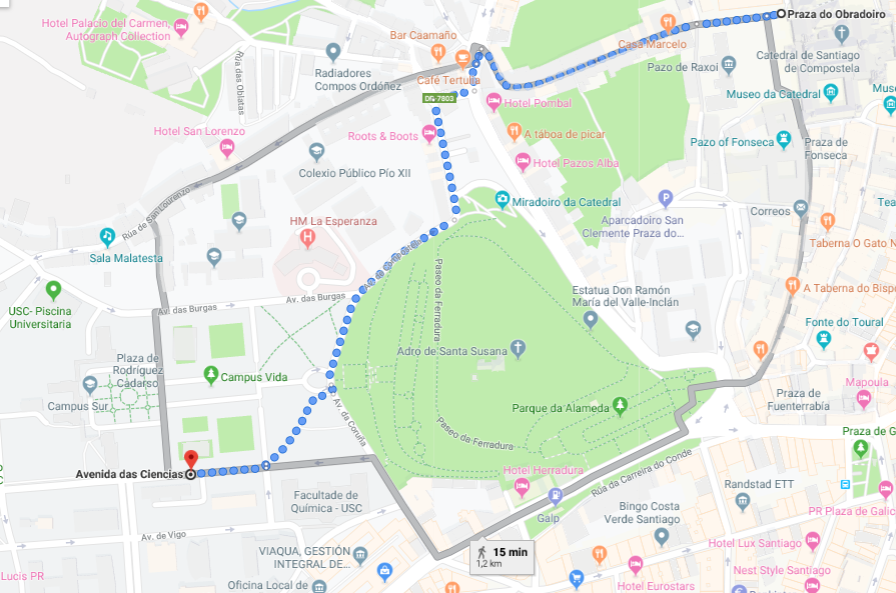 Hotel Palacio del Carmen,
Autograph Collection
Bar Caamaño
Radiadores
Compos Ordóñez
Café Tertulia
DG-7803
Rúa das Oblatas
Hotel San Lorenzo
Roots & Boots
Colexio Público Pío XII
Hotel Pombal
A taboa de picar
Hotel Pazos Alba
Casa Marcelo
Pazo de Raxoi
Praza do Obradoiro
Catedral de Santiago
de Compostela
Museo da Catedral
Pazo of Fonseca
Praza de
Fonseca
Miradoiro da Catedral
Aparcadoiro San
Clemente Praza do...
Correos
Taberna O Gato N
A Taberna do Bispo
Rúa de San Lourenzo
Sala Malatesta
HM La Esperanza
USC- Piscina
Universitaria
Av. das Burgas
Av. das Burgas
Paseo da Ferradura
Estatua Don Ramón
María del Valle-Inclán
Fonte do Toural
Plaza de
Rodríguez
Cadarso
Campus Sur
Campus Vida
Adro de Santa Susana
Parque da Alameda
Mapoula
Praza de
Fuenterrabía
Praza de G
Av. da Coruña
Paseo da Ferradura
Avenida das Ciencias
Hotel Herradura
Rúa da Carreira do Conde
Randstad ETT
Facultade de
Química - USC
Galp
Bingo Costa
Verde Santiago
PR Plaza de Galic
Av. de Vigo
15 min
1,2 km
VIAQUA, GESTIÓN
INTEGRAL DE...
Hotel Lux Santiago
Nest Style Santiago
Lucis PR
Oficina Local de
Hotel Eurostars